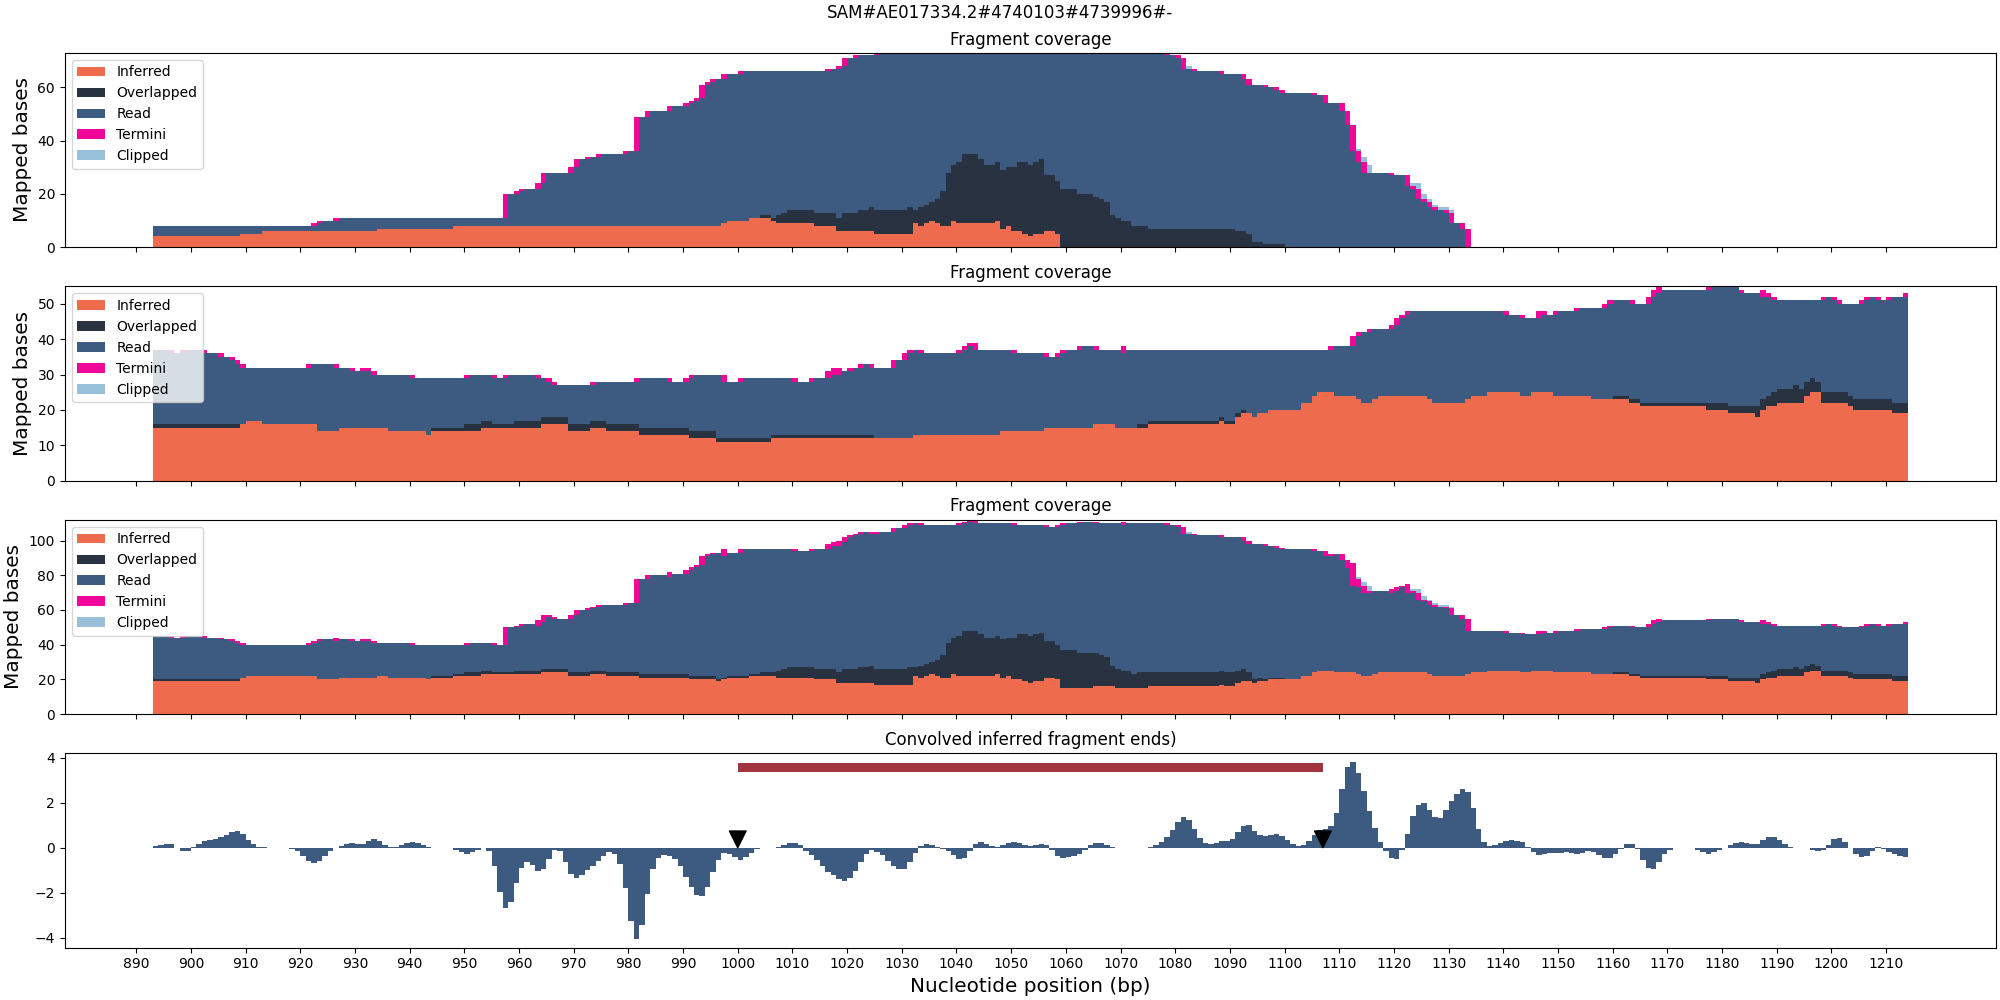 SAM#AE017334.2#4740103#4739996#-
Fragment coverage
Mapped bases
60
40
20
0
Inferred
Overlapped
Read
Termini
Clipped
Fragment coverage
Mapped bases
50
40
30
20
10
0
Inferred
Overlapped
Read
Termini
Clipped
Fragment coverage
Mapped bases
100
80
60
40
20
0
Inferred
Overlapped
Read
Termini
Clipped
Convolved inferred fragment ends)
4
2
0
−2
−4
890 900 910 920 930 940 950 960 970 980 990 1000 1010 1020 1030 1040 1050 1060 1070 1080 1090 1100 1110 1120 1130 1140 1150 1160 1170 1180 1190 1200 1210
Nucleotide position (bp)